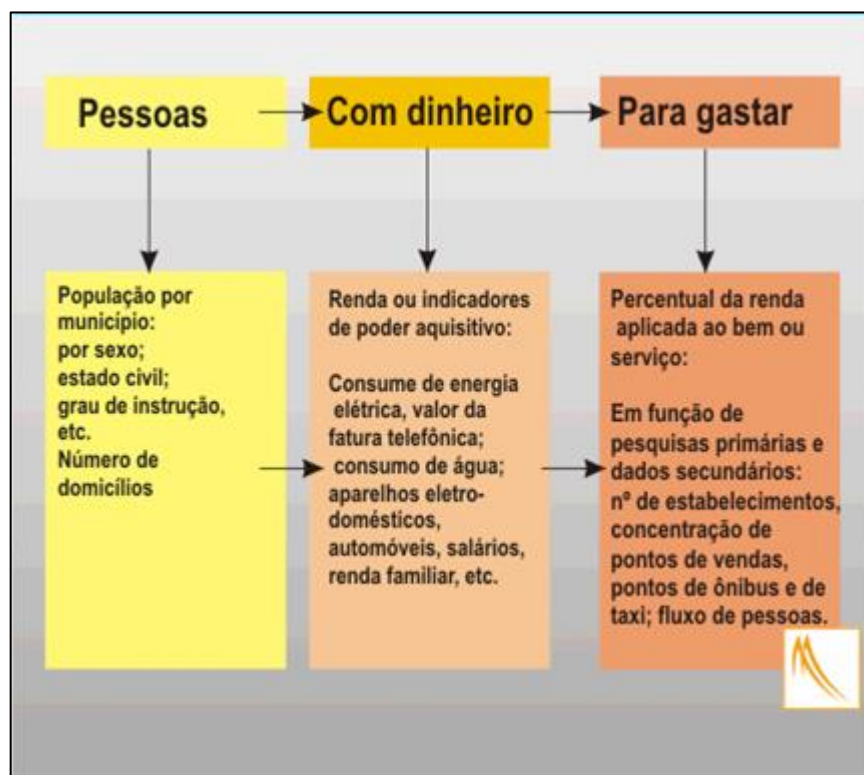 Pessoas
Com dinheiro
Para gastar
População por
município:
por sexo;
estado civil;
grau de instrução,
etc.
Número de
domicílios
Renda ou indicadores
de poder aquisitivo:
Consume de energia
elétrica, valor da
fatura telefônica;
consumo de água;
aparelhos eletro-
domésticos,
automóveis, salários,
renda familiar, etc.
Percentual da renda
aplicada ao bem ou
serviço:
Em função de
pesquisas primárias e
dados secundários:
nº de estabelecimentos,
concentração de
pontos de vendas,
pontos de ônibus e de
taxi; fluxo de pessoas.